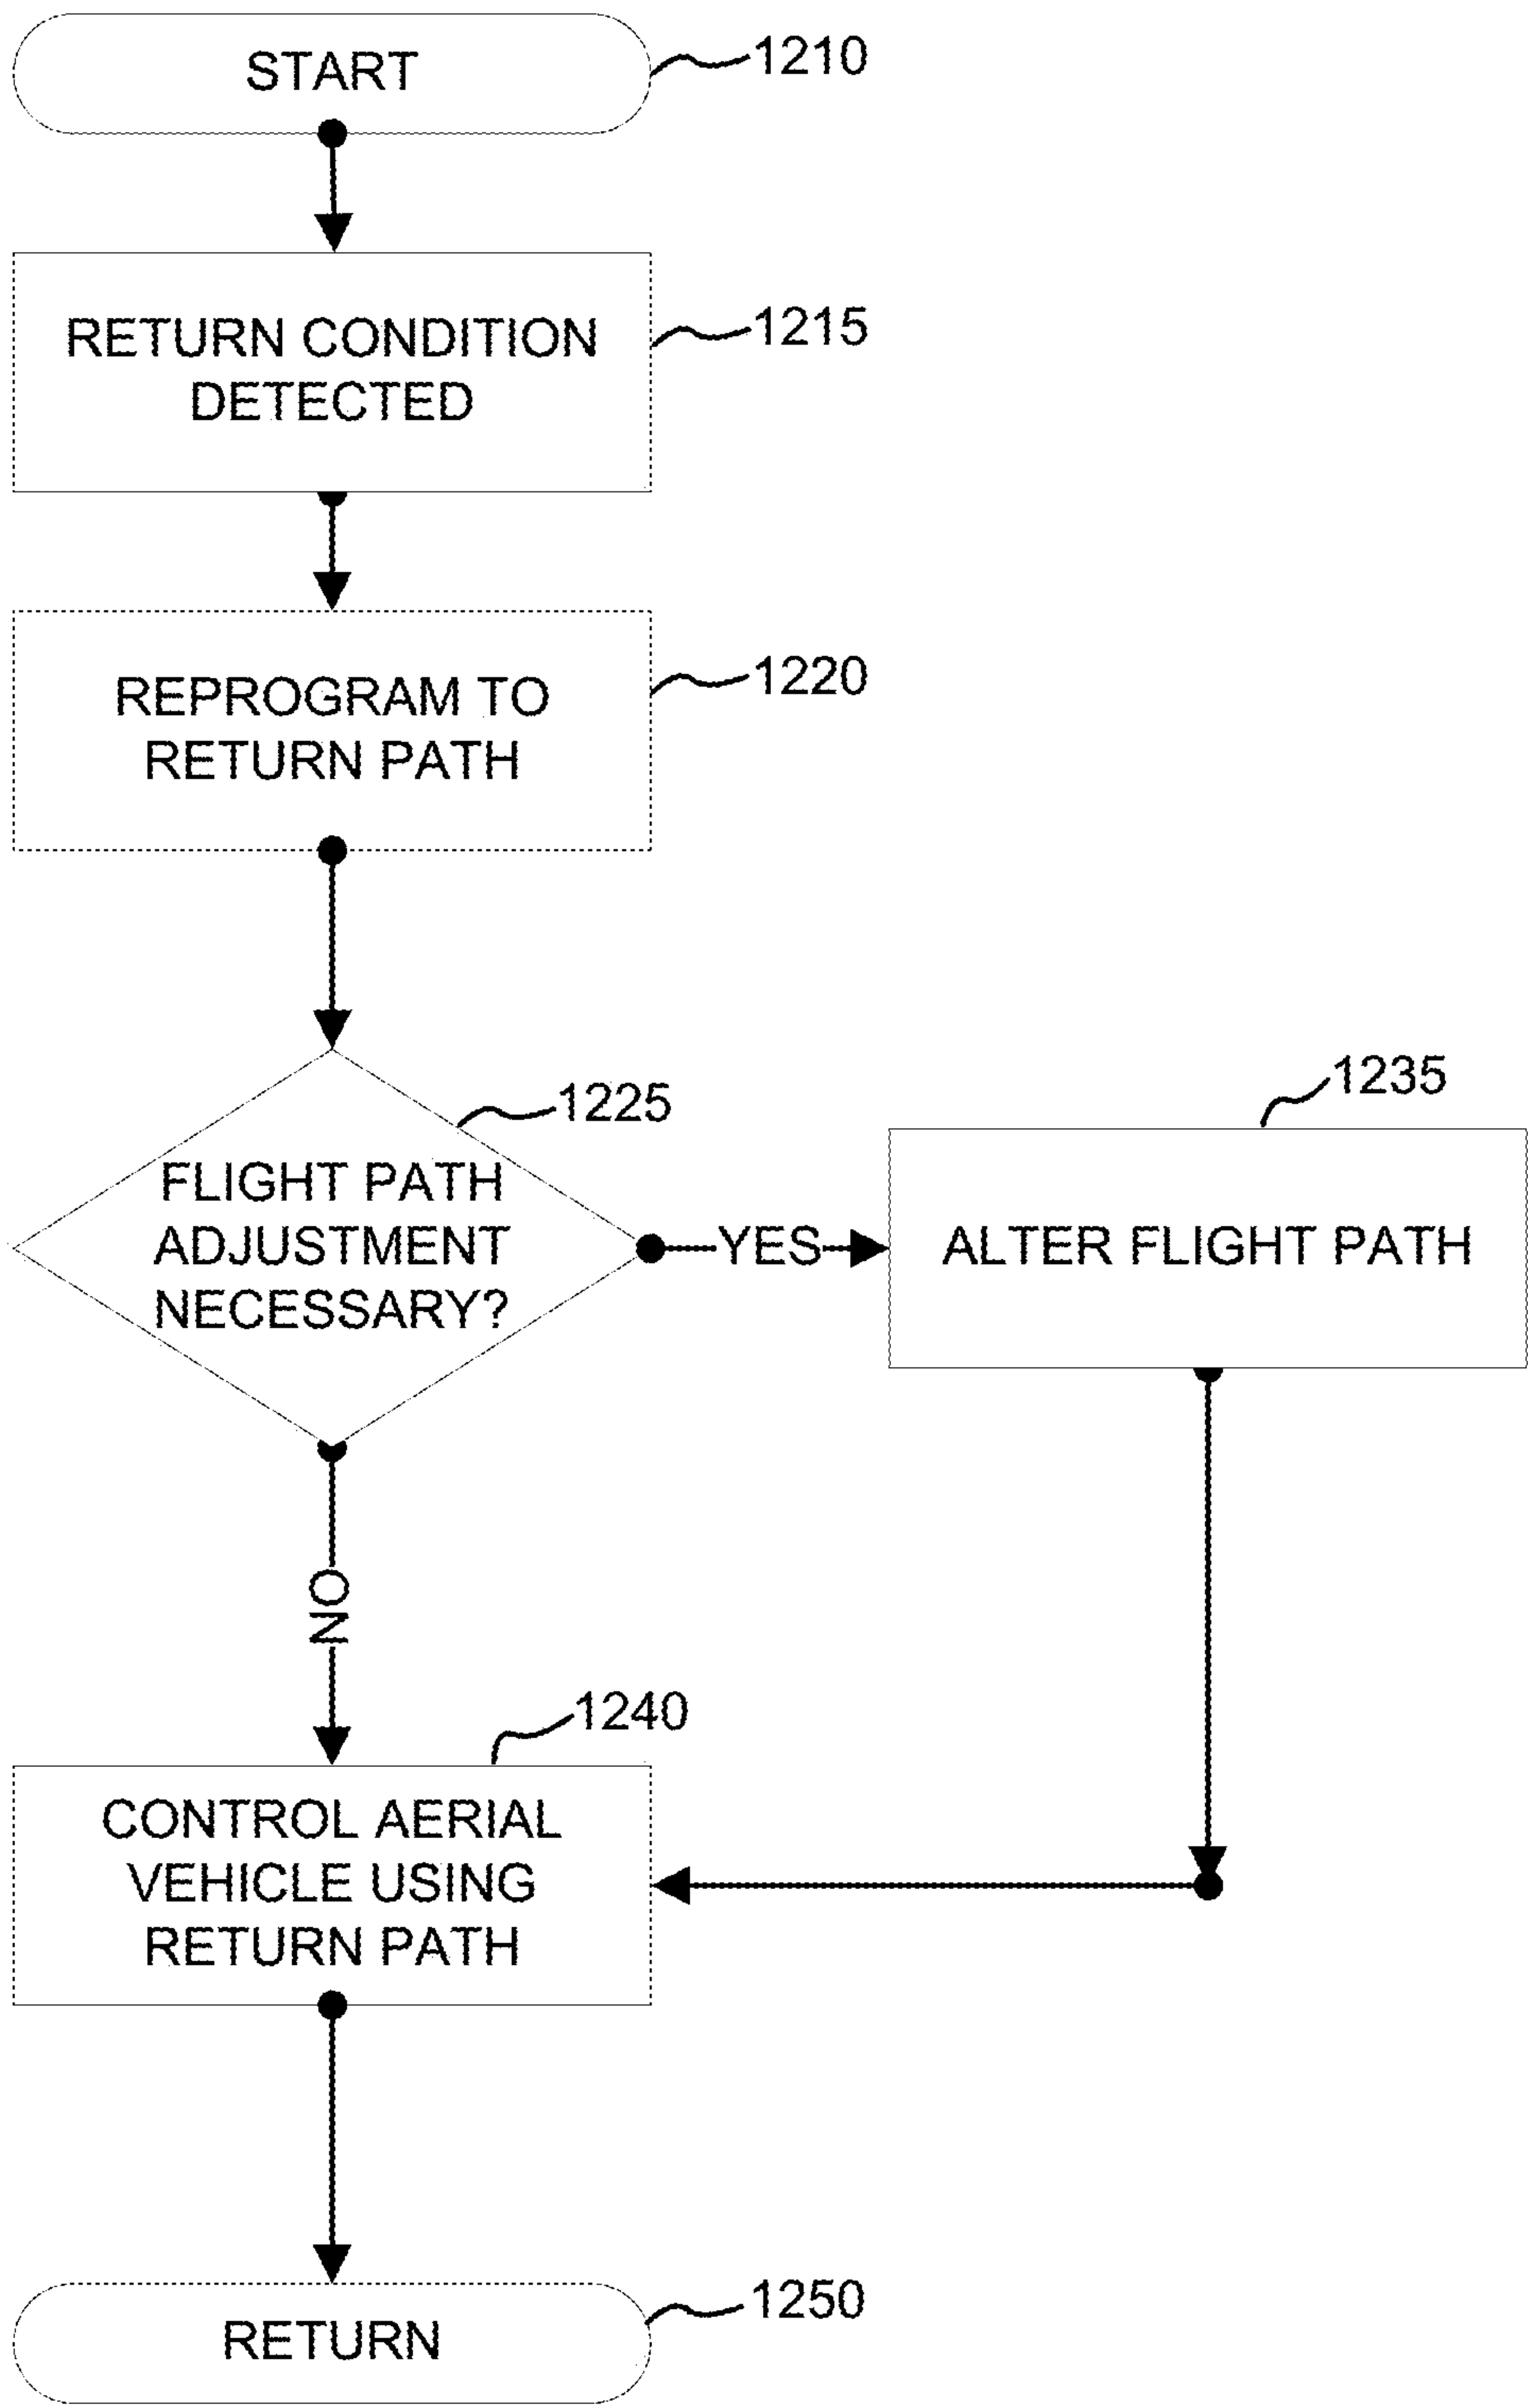 START
1210
RETURN CONDITION
DETECTED
1215
REPROGRAM TO
RETURN PATH
1220
1225
FLIGHT PATH
ADJUSTMENT
NECESSARY?
YES
1235
ALTER FLIGHT PATH
NO
1240
CONTROL AERIAL
VEHICLE USING
RETURN PATH
RETURN
1250